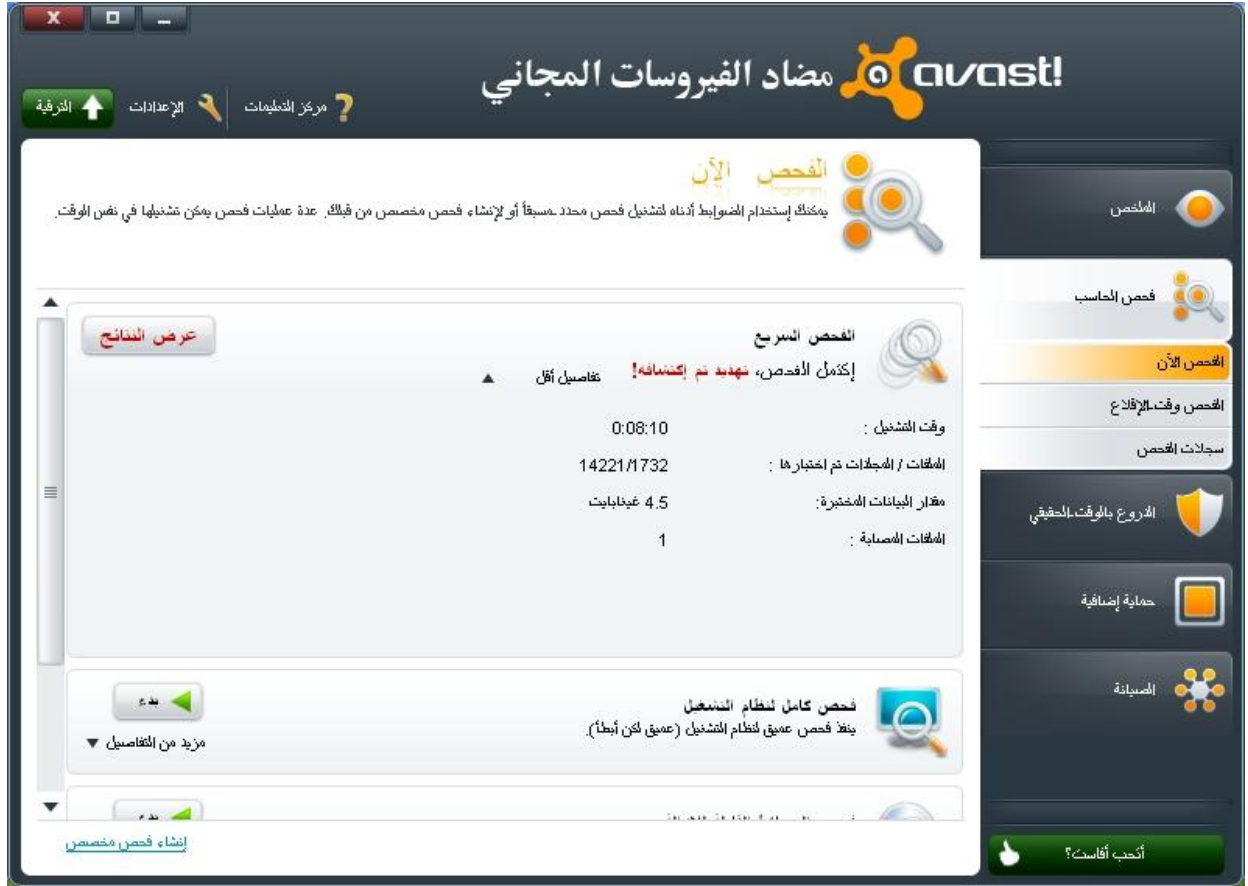 avast! مضاد الفيروسات المجاني
مركز التعليمات
الإعدادات
الترقية
الملخص
فحص الحاسب
الفحص الآن
الفحص وقت-الإقلاع
سجلات الفحص
الدروع بالوقت-الحقيقي
حماية إضافية
الصيانة
أتحب أفاست؟
الفحص الآن
يمكنك إستخدام الضوابط أدناه لتشغيل فحص محدد-مسبقاً أو لإنشاء فحص مخصص من قبلك. عدة عمليات فحص يمكن تشغيلها في نفس الوقت.
الفحص السريع
عرض النتائج
إكتمل الفحص، تهديد تم إكتشافه! تفاصيل أقل
وقت التشغيل : 0:08:10
الملفات / المجلدات تم اختبارها : 14221/1732
مقدار البيانات المختبرة: 4.5 غيغابايت
الملفات المصابة : 1
فحص كامل لنظام التشغيل
بدء
ينفذ فحص عميق لنظام التشغيل (عميق لكن أبطأ).
مزيد من التفاصيل
بدء
إنشاء فحص مخصص